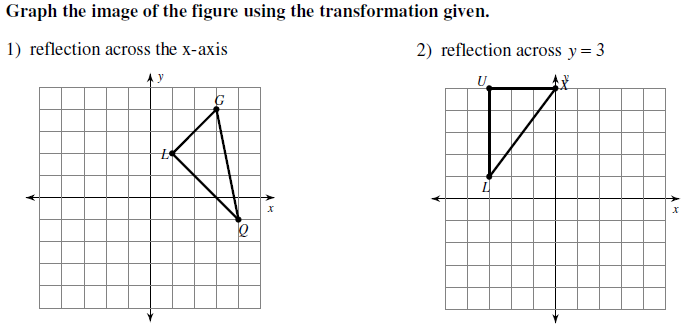 Graph the image of the figure using the transformation given.
1) reflection across the x-axis
2) reflection across y = 3
y
G
L
x
Q
U
X
y
L
x